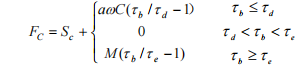 aωC(τ_b / τ_d − 1)    τ_b ≤ τ_d
F_C = S_c + { 0    τ_d < τ_b < τ_e
M(τ_b / τ_e − 1)    τ_b ≥ τ_e